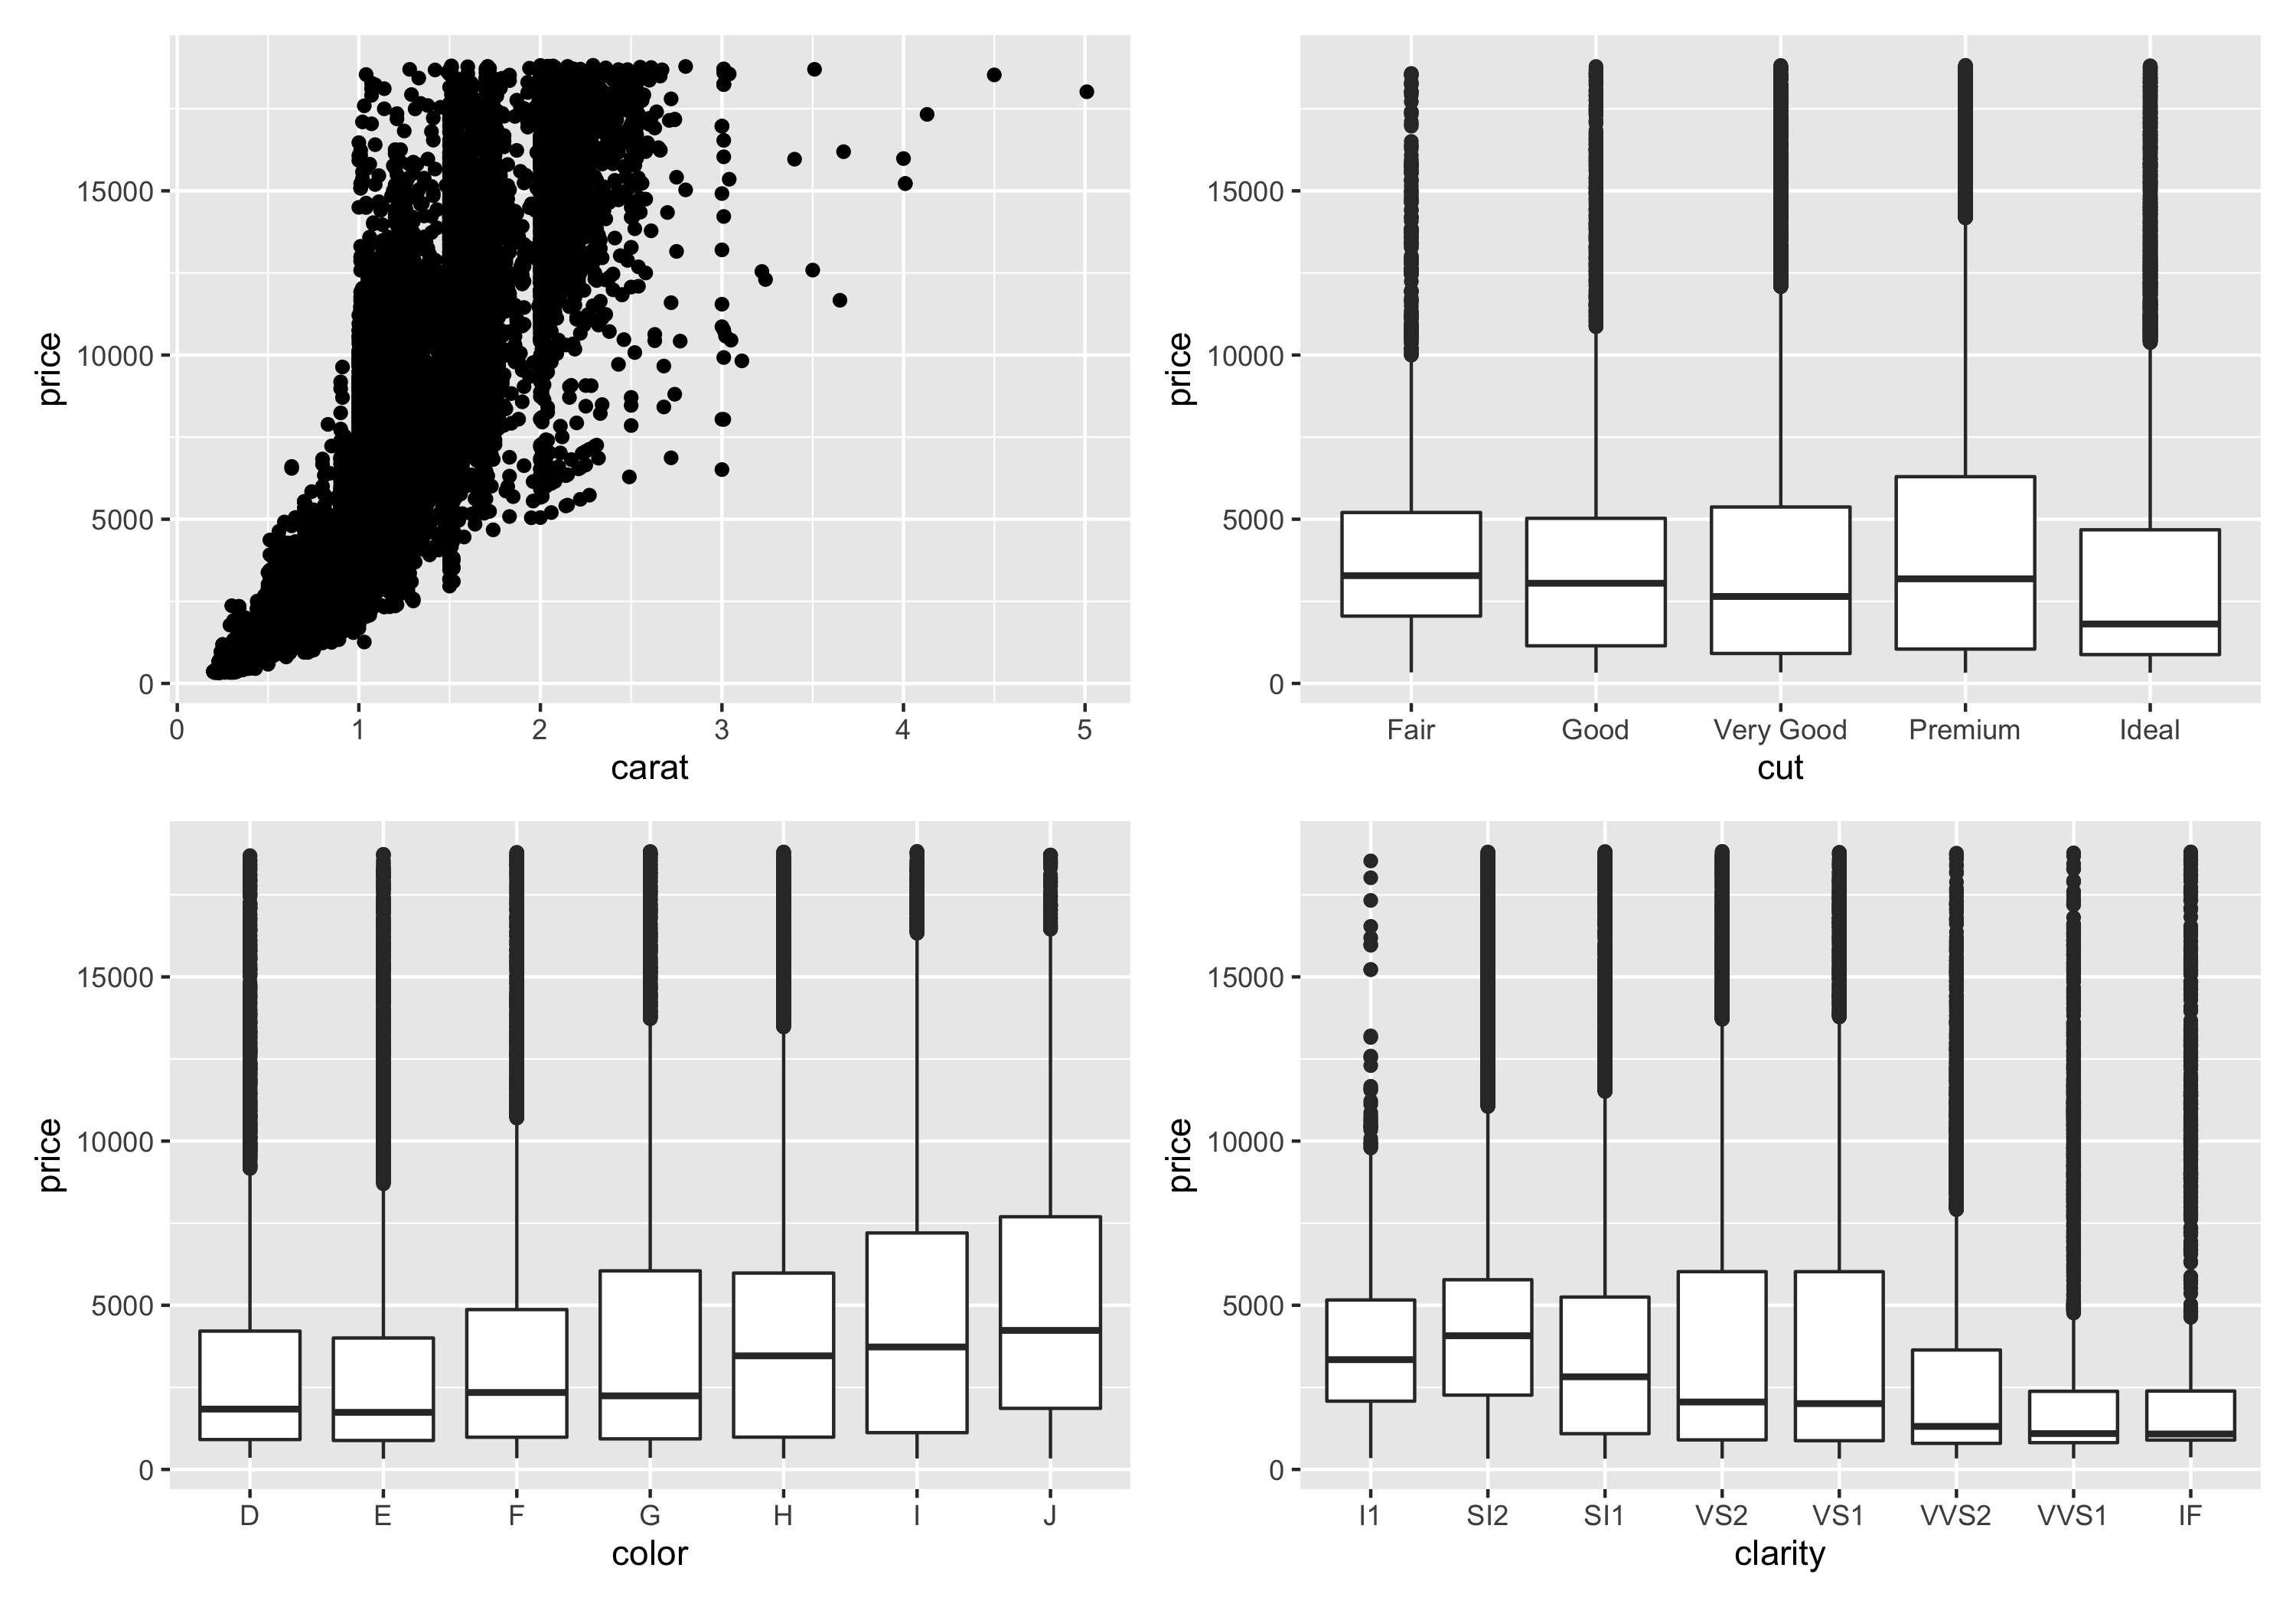 price
15000
10000
5000
0
0 1 2 3 4 5
carat
price
15000
10000
5000
0
Fair Good Very Good Premium Ideal
cut
price
15000
10000
5000
0
D E F G H I J
color
price
15000
10000
5000
0
I1 SI2 SI1 VS2 VS1 VVS2 VVS1 IF
clarity